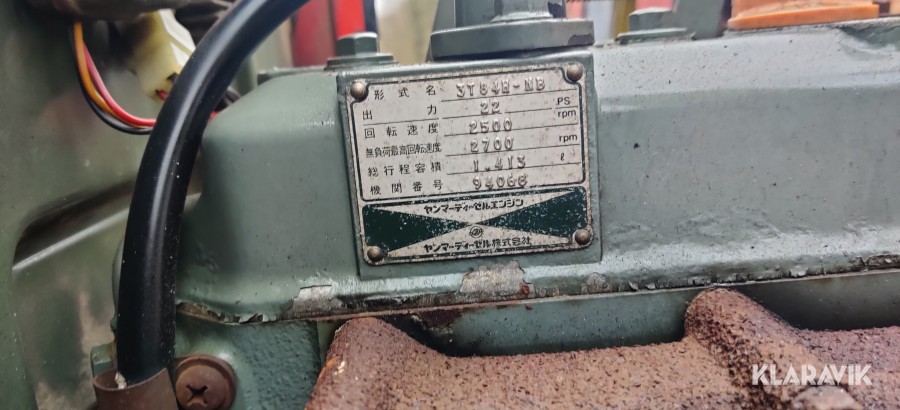 形式名 3T84H-NB
出力 22 PS
回転速度 2500 rpm
無負荷最高回転速度 2700 rpm
総行程容積 1.413 ℓ
機関番号 94068
ヤンマーディーゼルエンジン
ヤンマーディーゼル株式会社
KLARAVIK